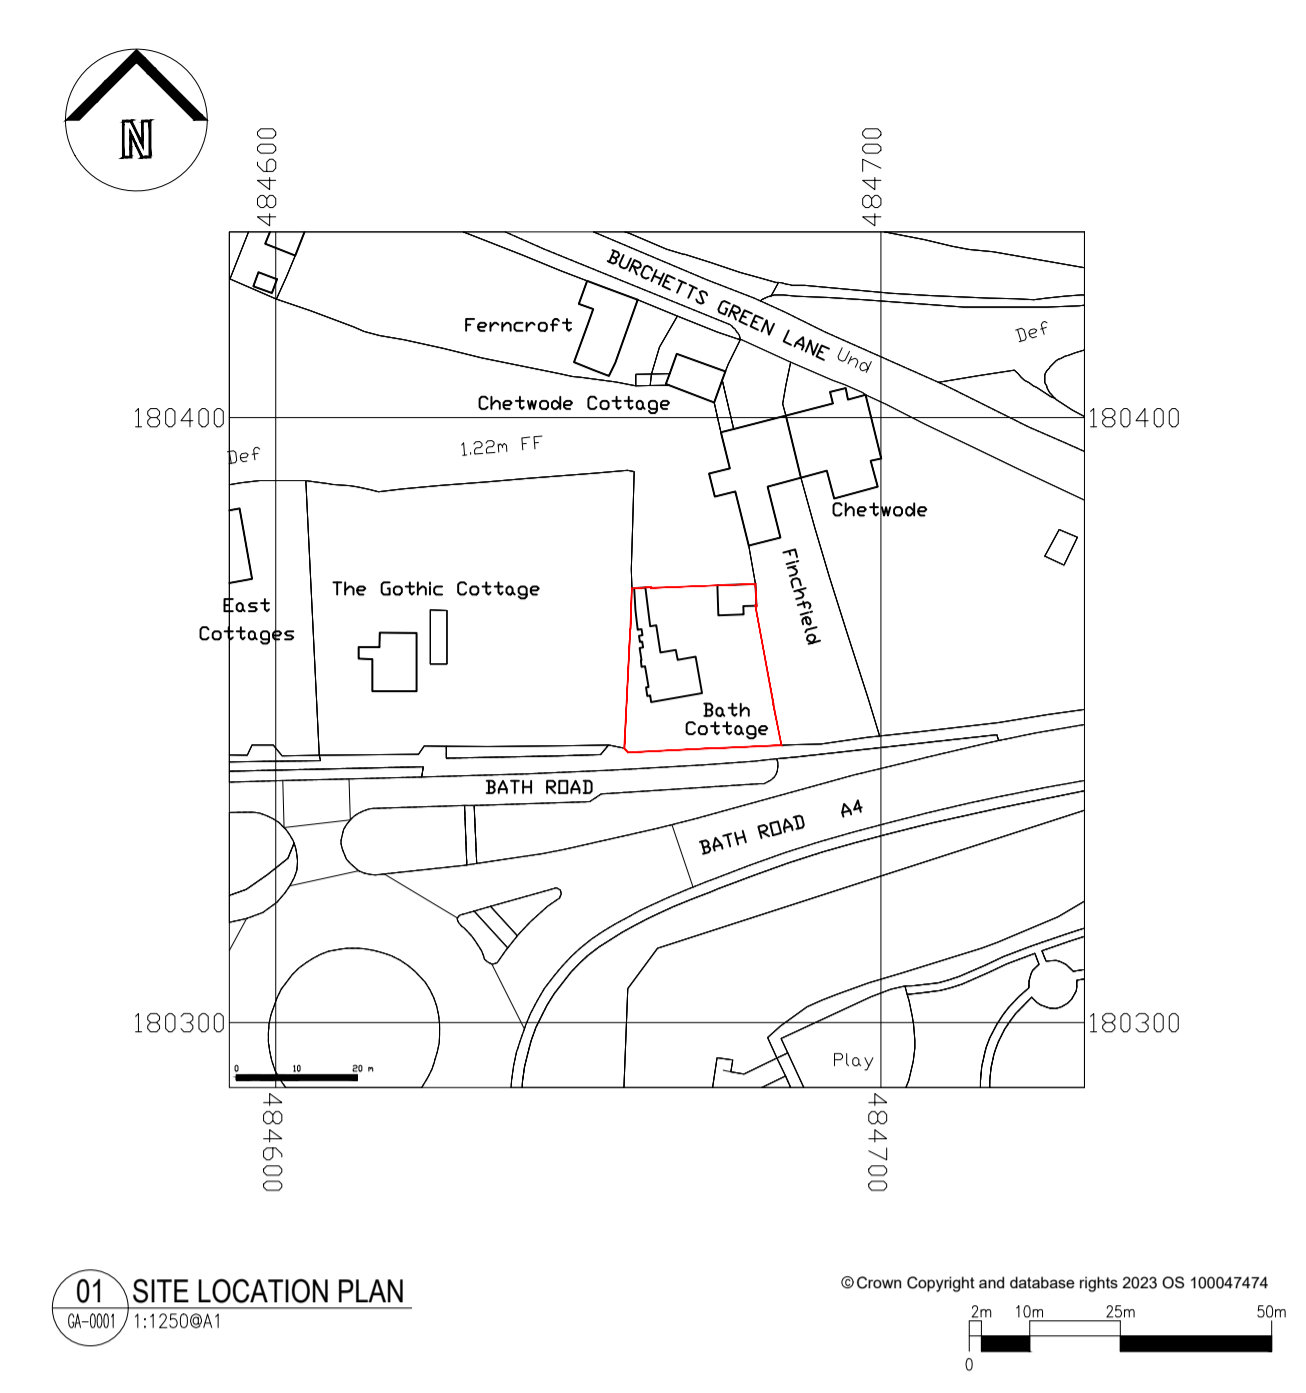 N
484600
484700
BURCHETTS GREEN LANE
Und
Def
Ferncroft
Chetwode Cottage
180400
180400
Def
1.22m FF
Chetwode
Finchfield
The Gothic Cottage
East
Cottages
Bath
Cottage
BATH ROAD
BATH ROAD
A4
180300
180300
Play
0
10
20 m
484600
484700
01
GA-0001
SITE LOCATION PLAN
1:1250@A1
© Crown Copyright and database rights 2023 OS 100047474
2m
10m
25m
50m
0